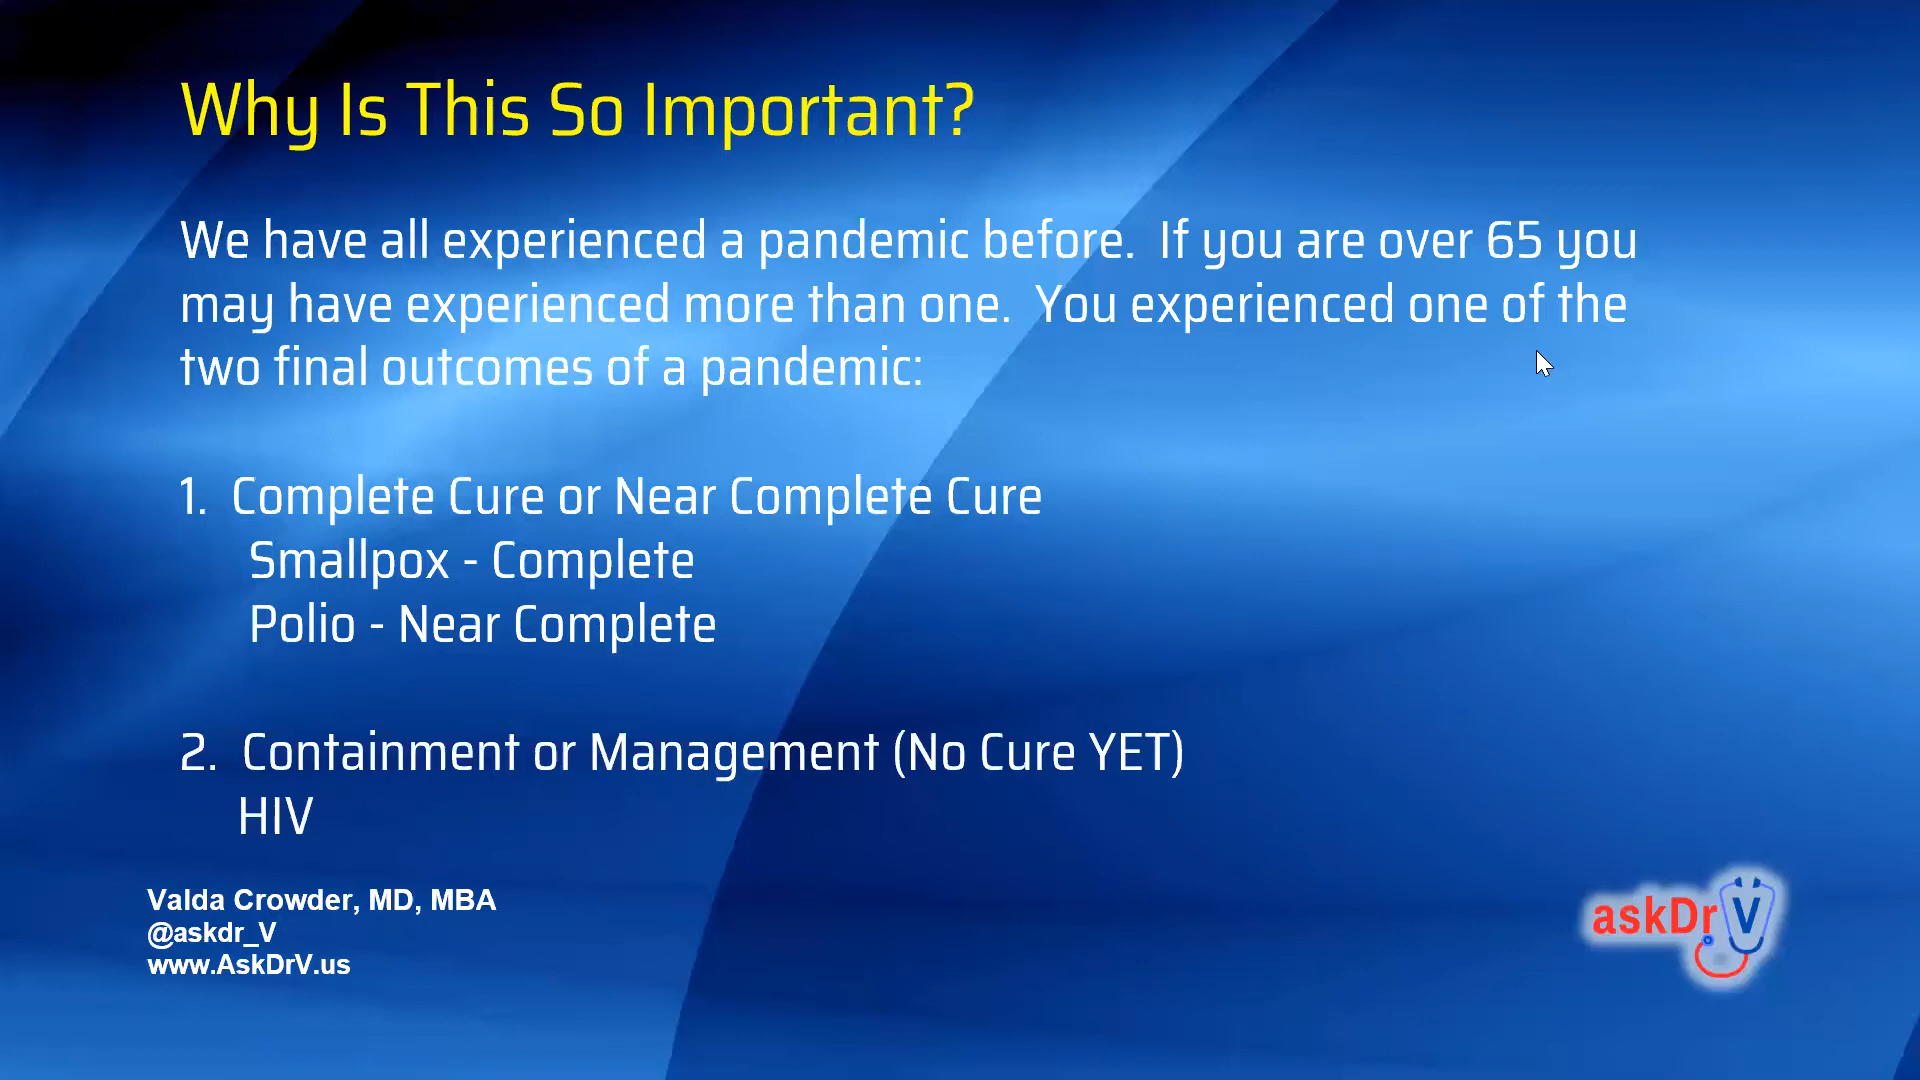 Why Is This So Important?
We have all experienced a pandemic before.  If you are over 65 you
may have experienced more than one.  You experienced one of the
two final outcomes of a pandemic:
1.  Complete Cure or Near Complete Cure
Smallpox - Complete
Polio - Near Complete
2.  Containment or Management (No Cure YET)
HIV
Valda Crowder, MD, MBA
@askdr_V
www.AskDrV.us
askDr V